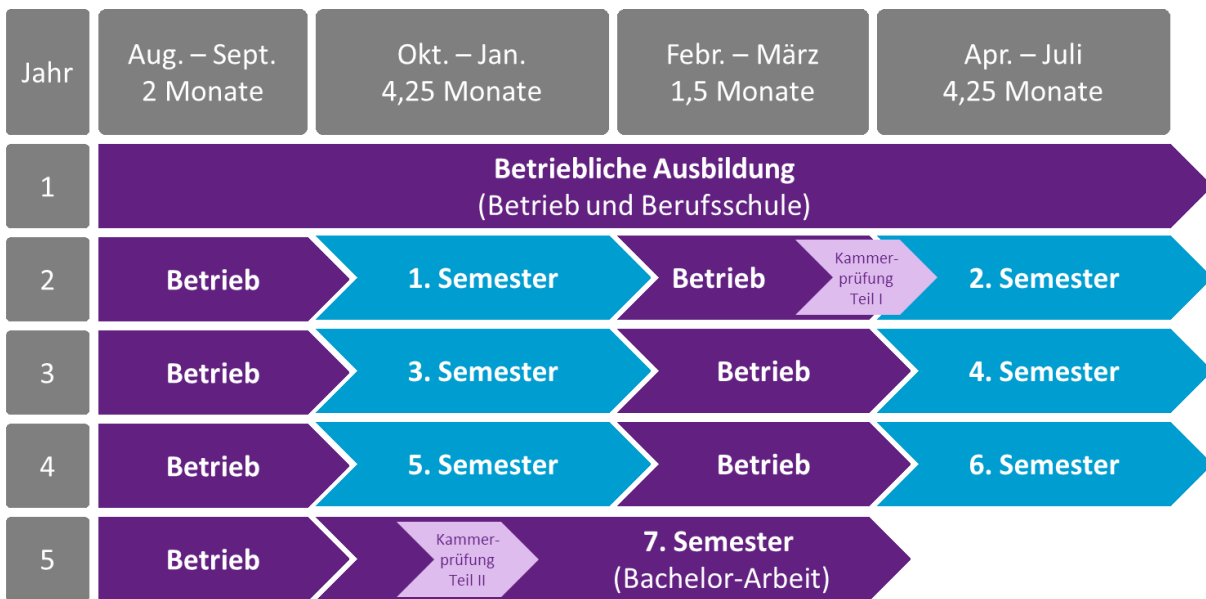 Jahr
Aug. – Sept.
2 Monate
Okt. – Jan.
4,25 Monate
Febr. – März
1,5 Monate
Apr. – Juli
4,25 Monate
1
Betriebliche Ausbildung
(Betrieb und Berufsschule)
2
Betrieb
1. Semester
Betrieb
Kammer-
prüfung
Teil I
2. Semester
3
Betrieb
3. Semester
Betrieb
4. Semester
4
Betrieb
5. Semester
Betrieb
6. Semester
5
Betrieb
Kammer-
prüfung
Teil II
7. Semester
(Bachelor-Arbeit)